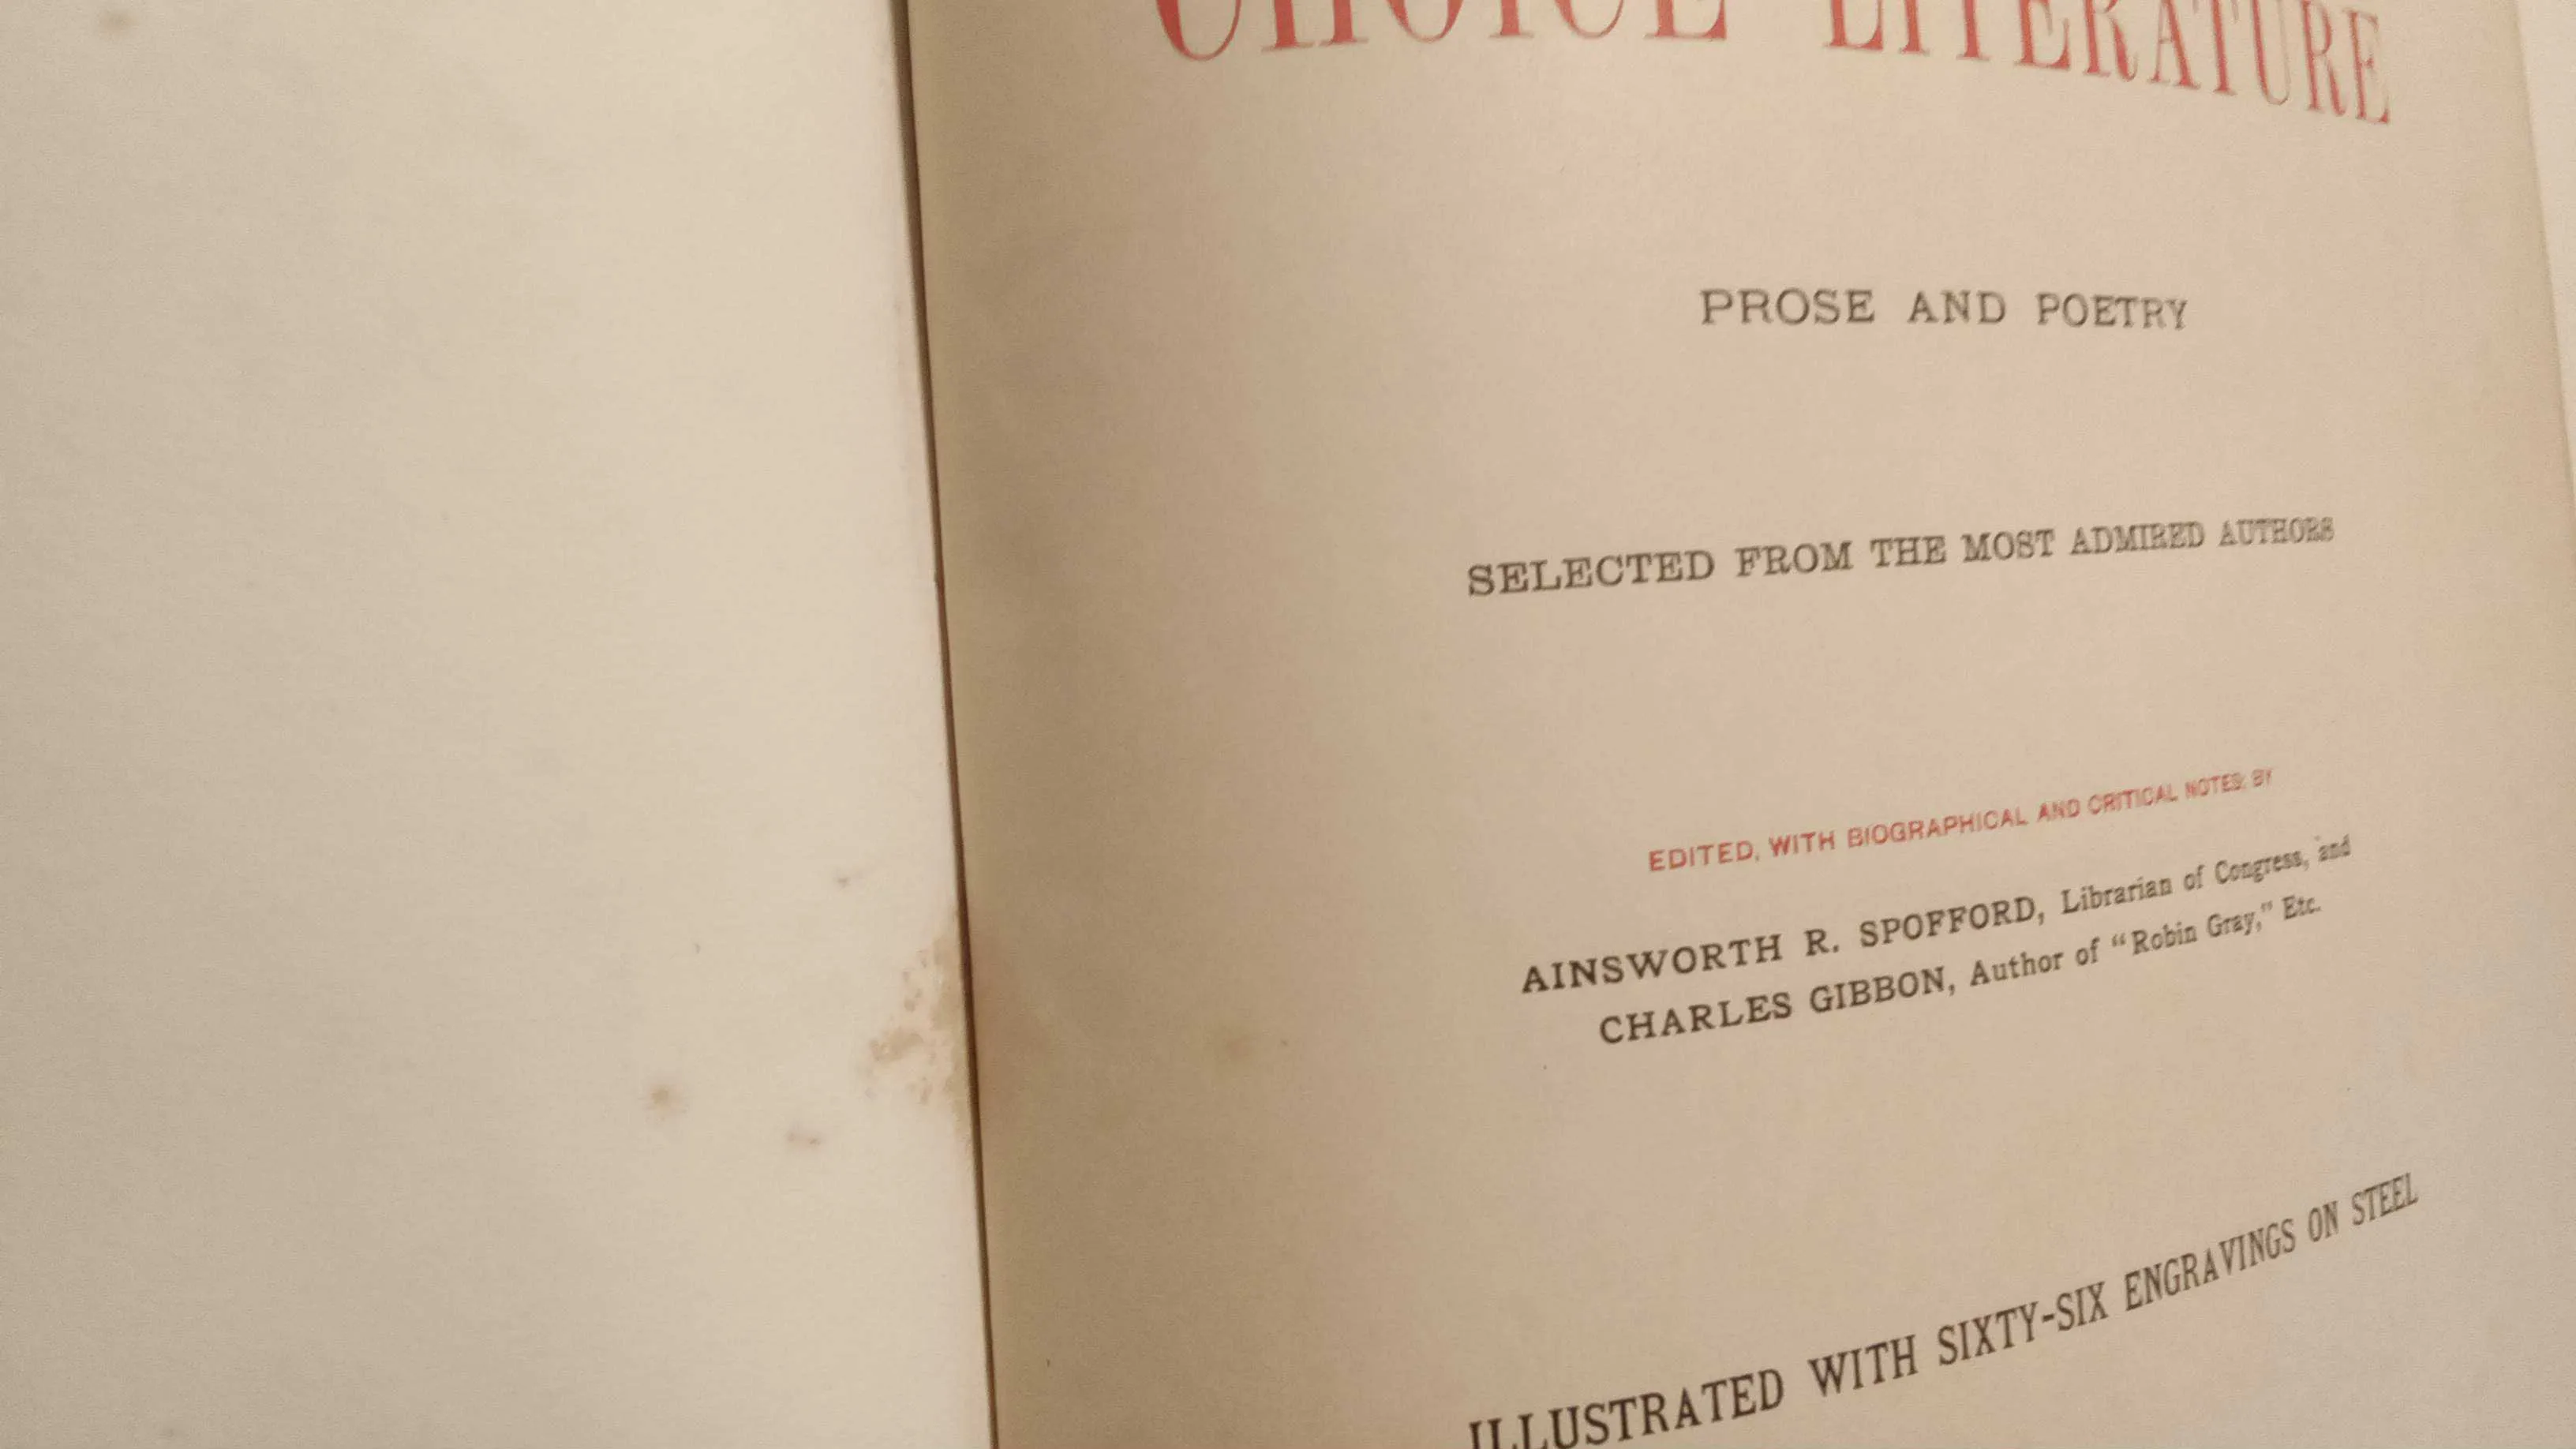 CHOICE LITERATURE
PROSE AND POETRY
SELECTED FROM THE MOST ADMIRED AUTHORS
EDITED, WITH BIOGRAPHICAL AND CRITICAL NOTES, BY
AINSWORTH R. SPOFFORD, Librarian of Congress, and
CHARLES GIBBON, Author of "Robin Gray," Etc.
ILLUSTRATED WITH SIXTY-SIX ENGRAVINGS ON STEEL